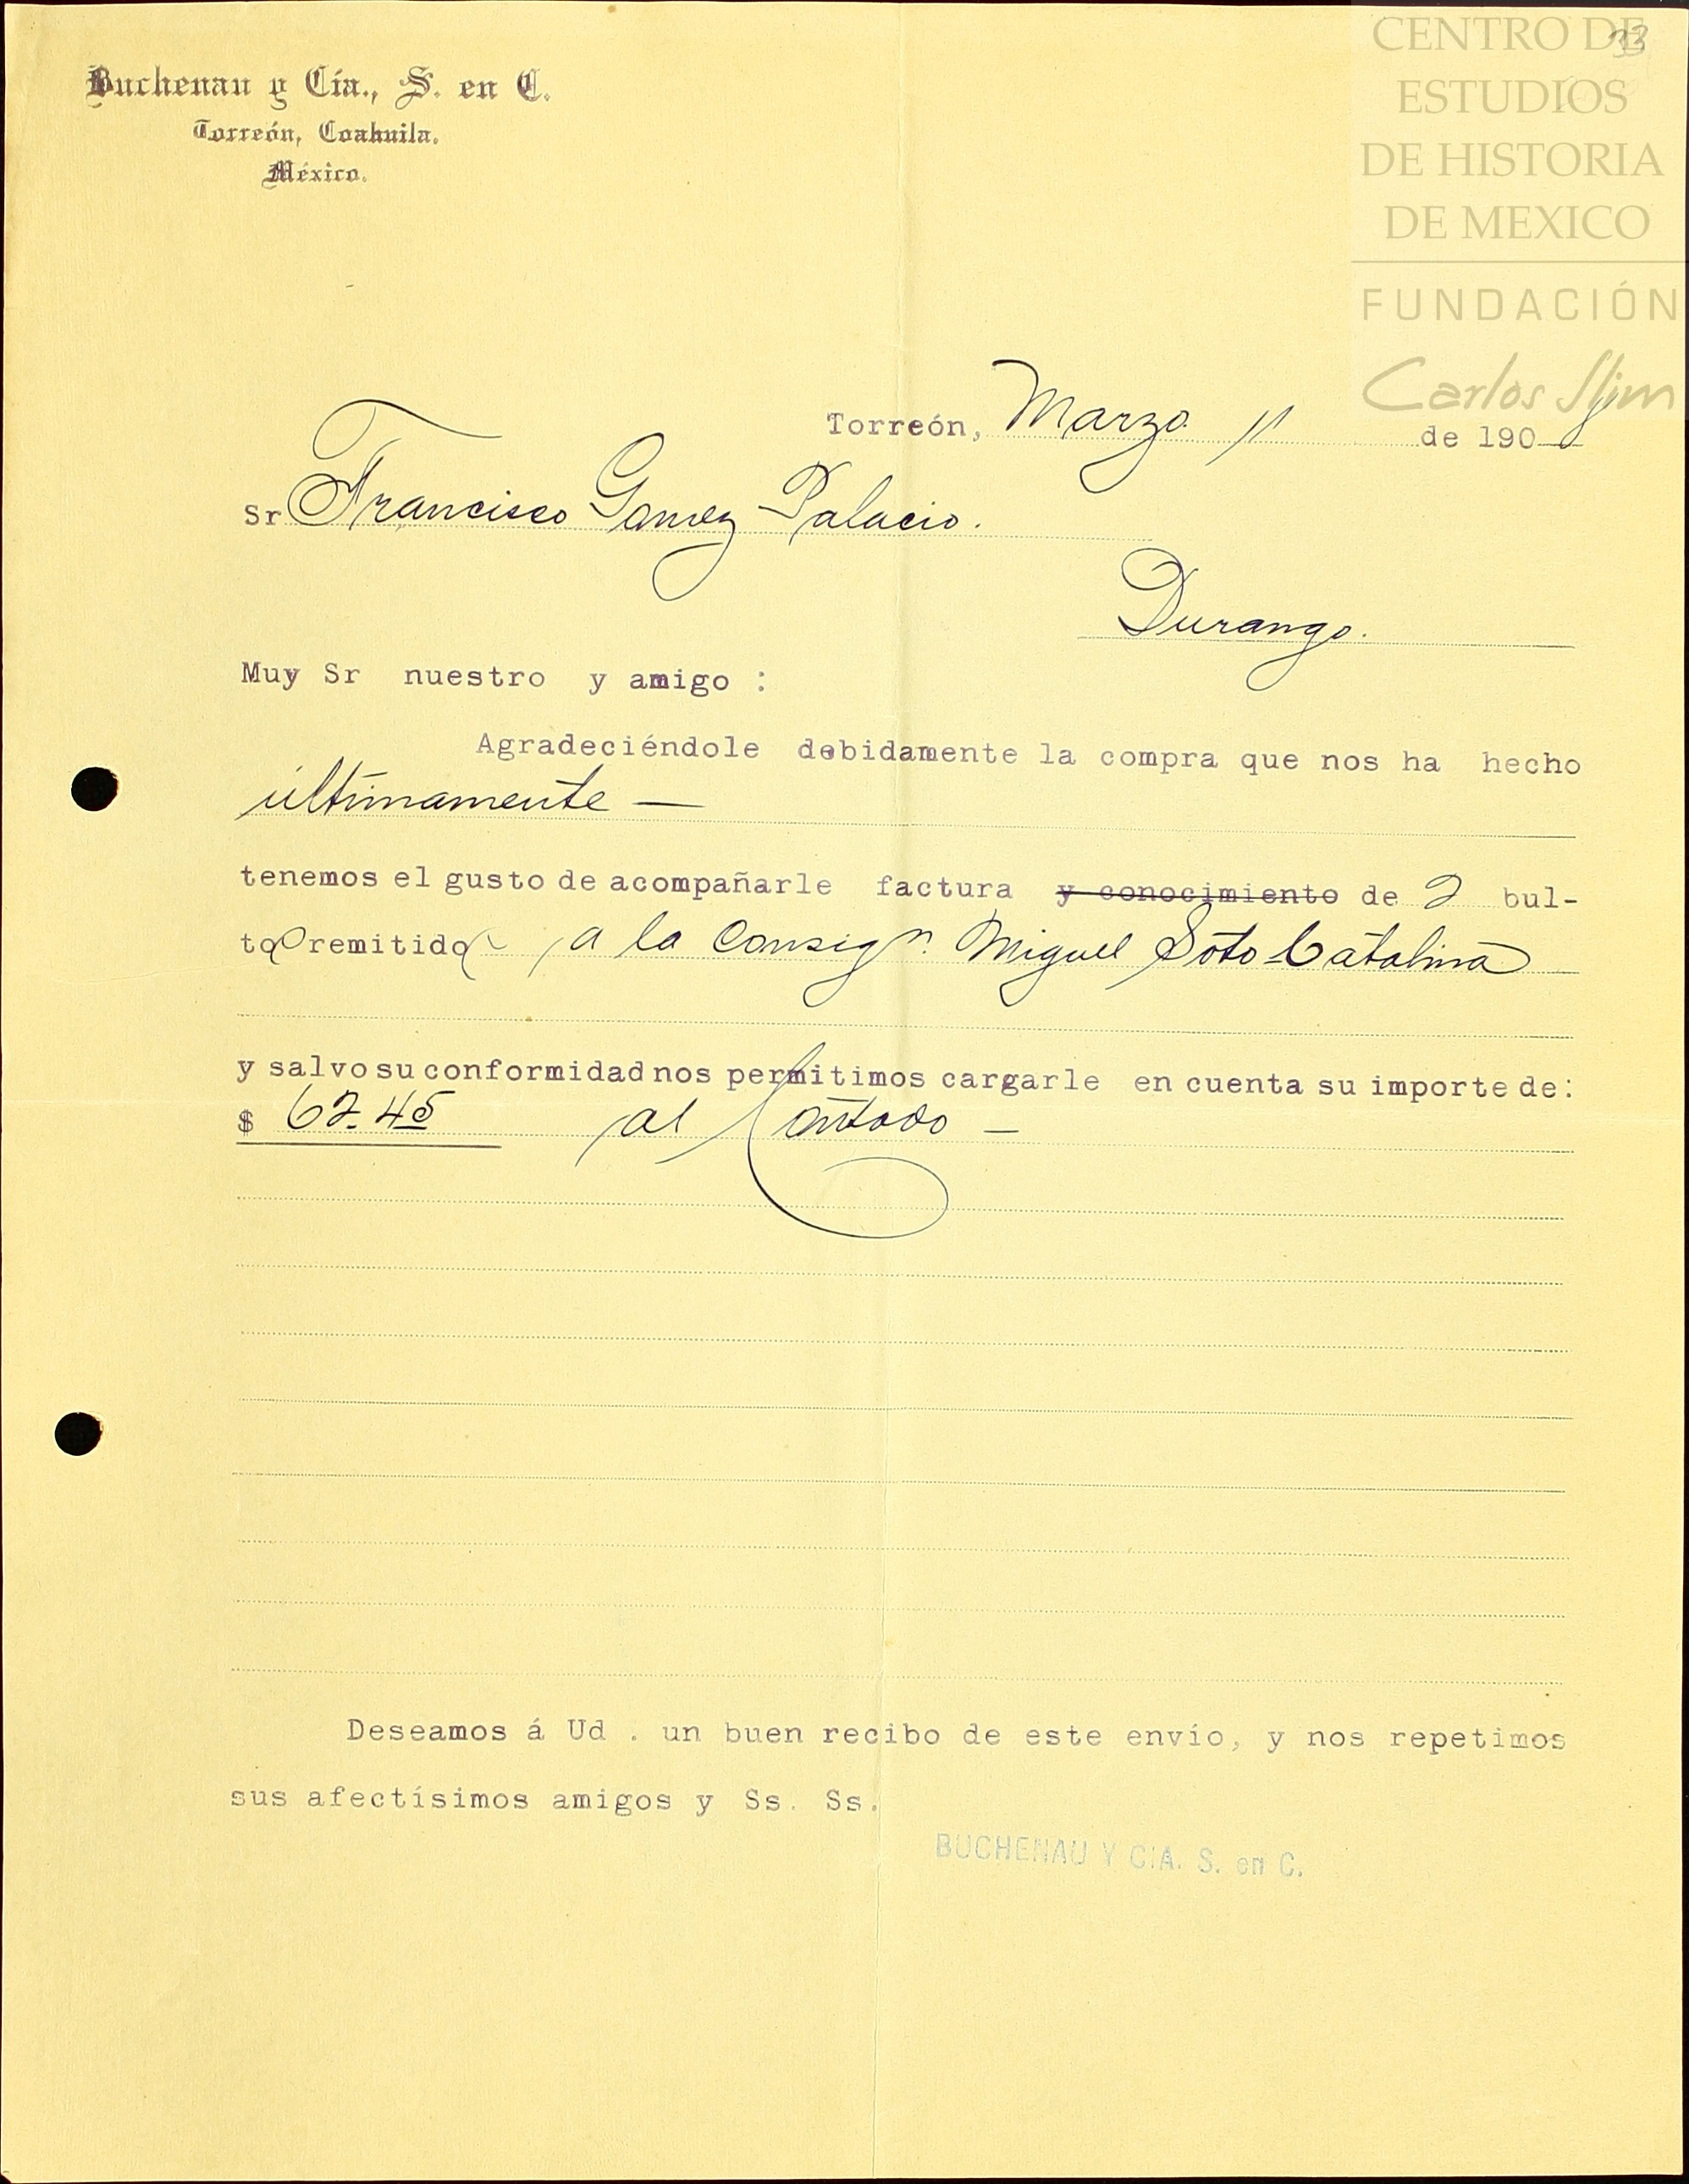 33
CENTRO DE
ESTUDIOS
DE HISTORIA
DE MEXICO
FUNDACIÓN
Carlos Slim
Buchenau y Cía., S. en C.
Torreón, Coahuila.
México.
Torreón, Marzo 11 de 1908
Sr Francisco Gomez Palacio.
Durango.
Muy Sr nuestro y amigo :
Agradeciéndole debidamente la compra que nos ha hecho
últimamente —
tenemos el gusto de acompañarle factura y conocimiento de 2 bul-
tos remitidos a la Consign. Miguel Soto - Catalina
y salvo su conformidad nos permitimos cargarle en cuenta su importe de:
$ 62.45 al Contado —
Deseamos á Ud . un buen recibo de este envío, y nos repetimos
sus afectísimos amigos y Ss. Ss.
BUCHENAU Y CIA. S. en C.